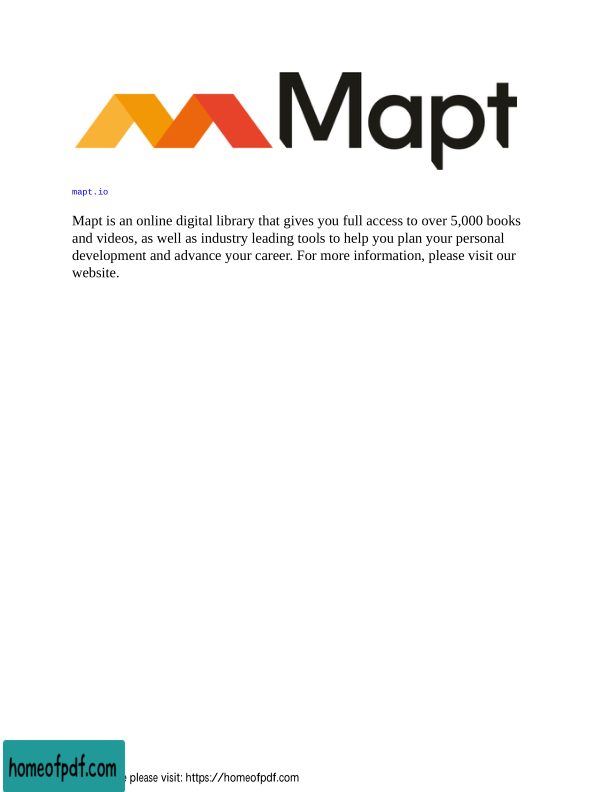 Mapt
mapt.io
Mapt is an online digital library that gives you full access to over 5,000 books
and videos, as well as industry leading tools to help you plan your personal
development and advance your career. For more information, please visit our
website.
homeofpdf.com
please visit: https://homeofpdf.com